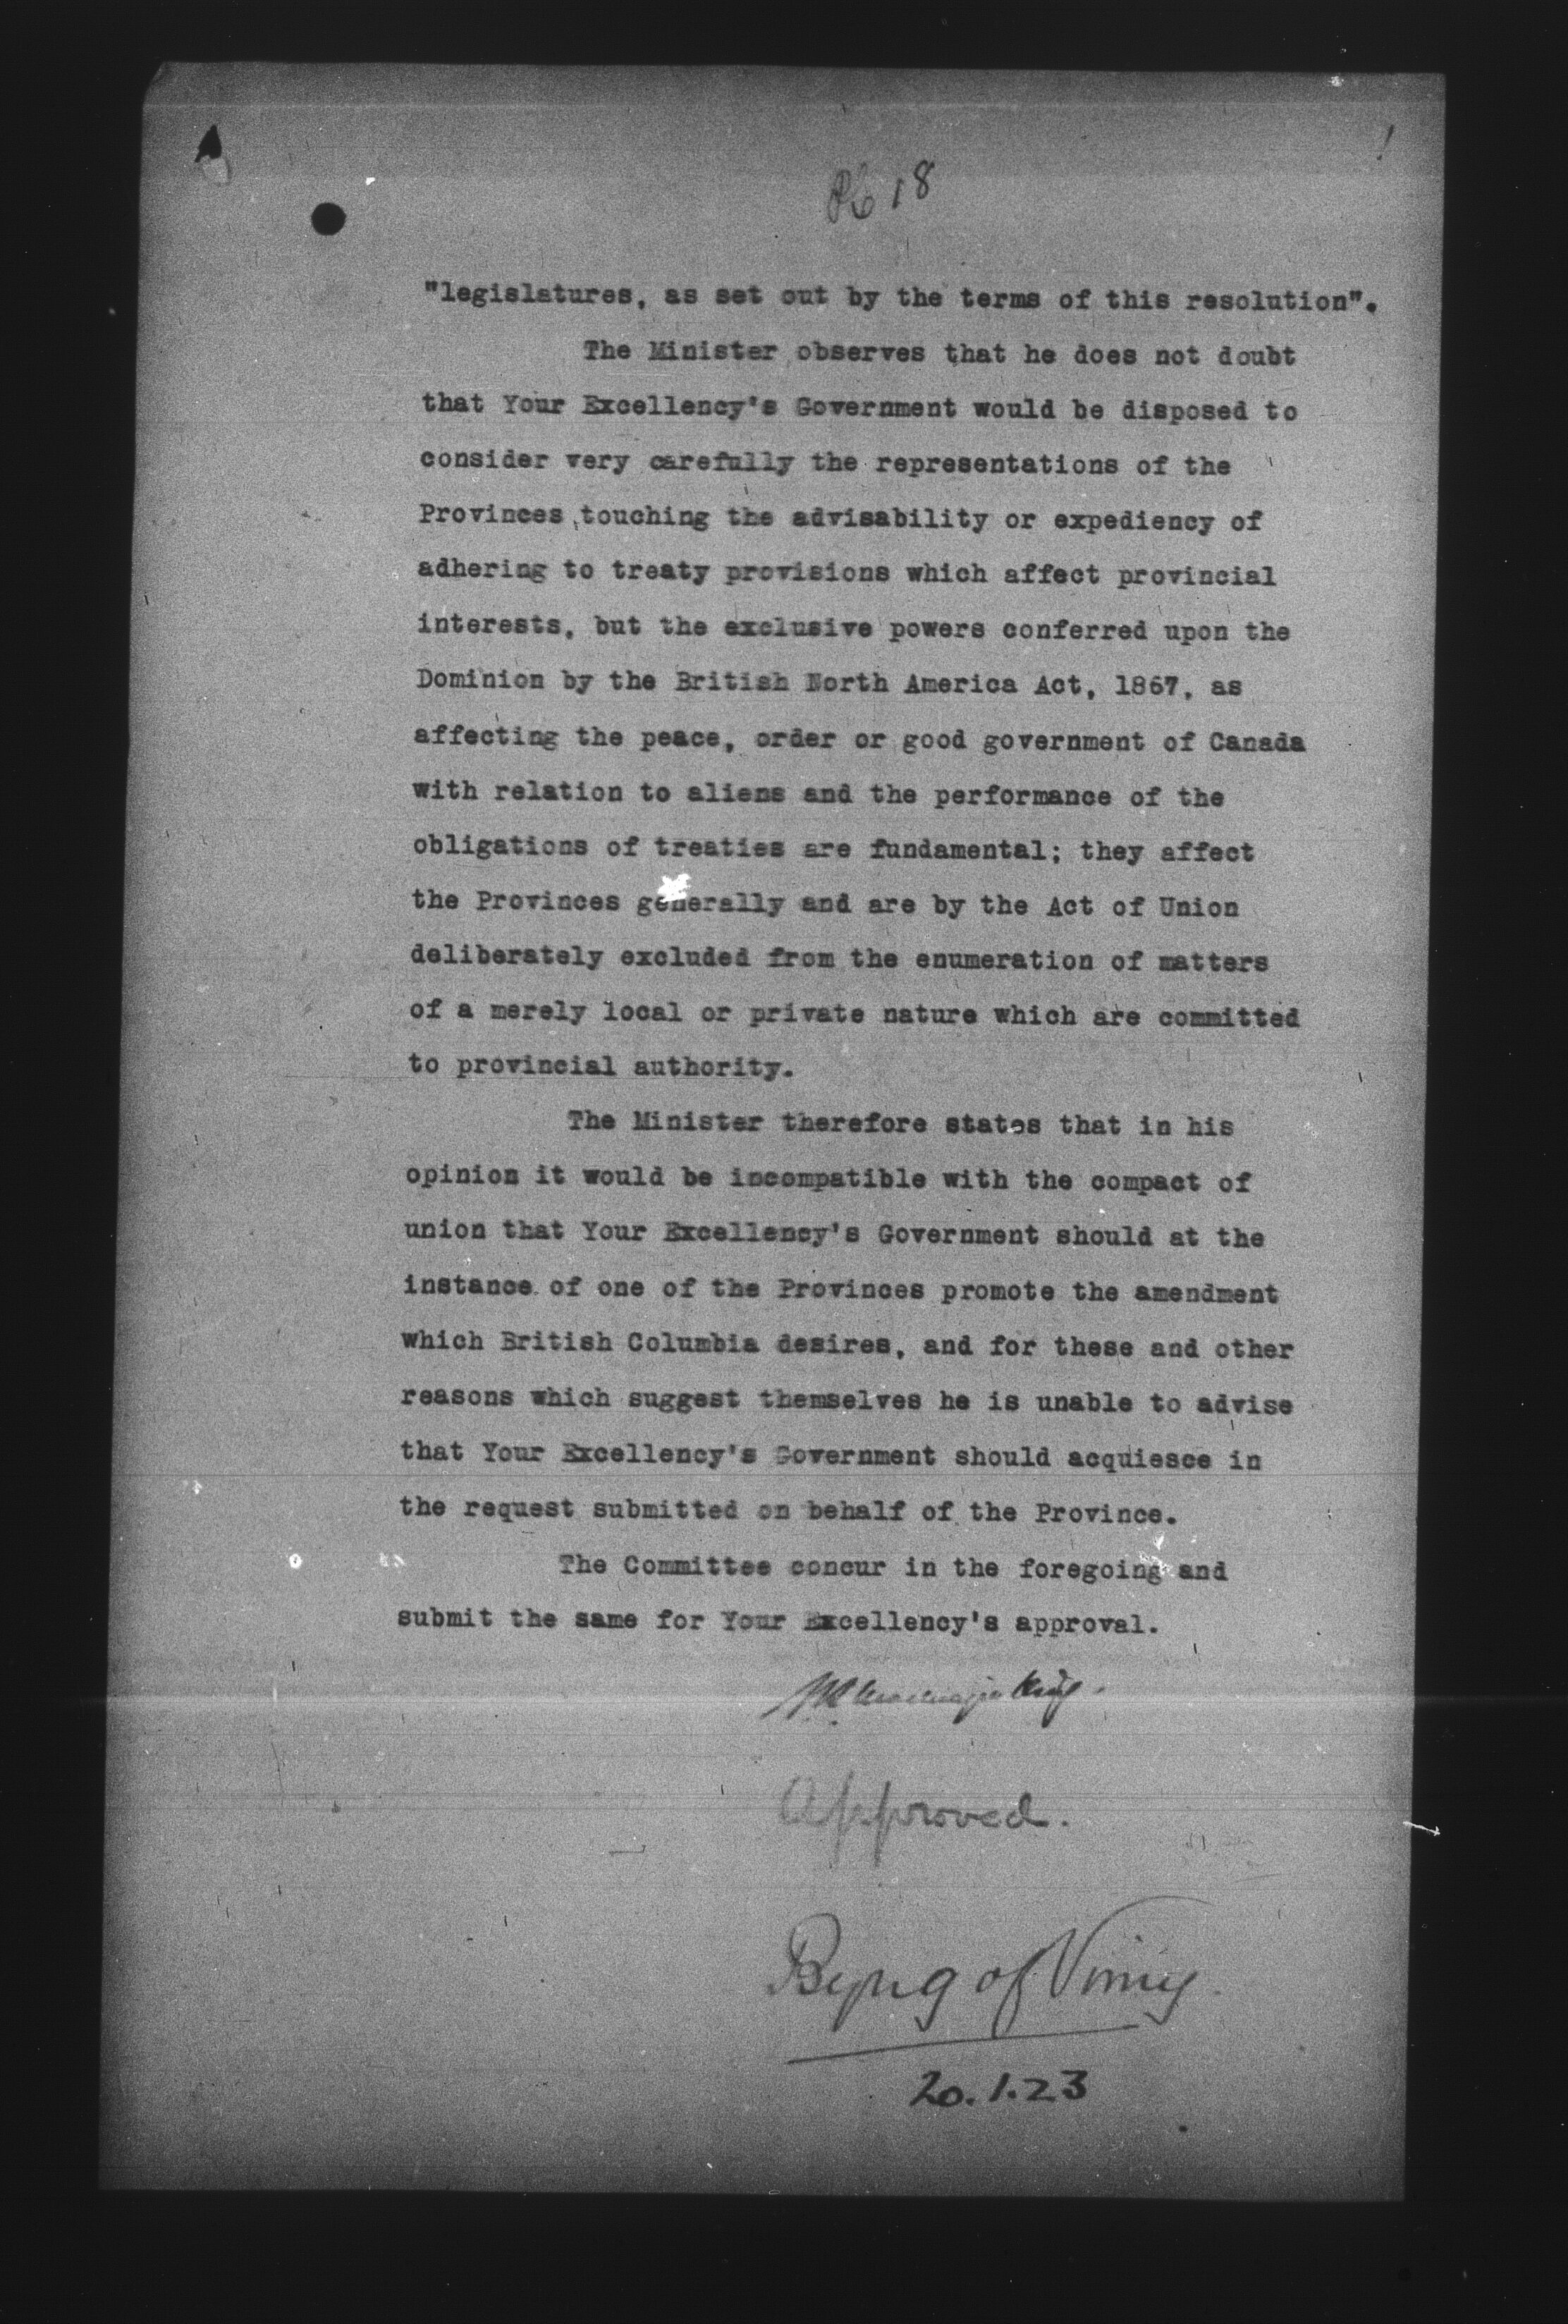 PC 18
"legislatures, as set out by the terms of this resolution".
The Minister observes that he does not doubt
that Your Excellency's Government would be disposed to
consider very carefully the representations of the
Provinces touching the advisability or expediency of
adhering to treaty provisions which affect provincial
interests, but the exclusive powers conferred upon the
Dominion by the British North America Act, 1867, as
affecting the peace, order or good government of Canada
with relation to aliens and the performance of the
obligations of treaties are fundamental; they affect
the Provinces generally and are by the Act of Union
deliberately excluded from the enumeration of matters
of a merely local or private nature which are committed
to provincial authority.
The Minister therefore states that in his
opinion it would be incompatible with the compact of
union that Your Excellency's Government should at the
instance of one of the Provinces promote the amendment
which British Columbia desires, and for these and other
reasons which suggest themselves he is unable to advise
that Your Excellency's Government should acquiesce in
the request submitted on behalf of the Province.
The Committee concur in the foregoing and
submit the same for Your Excellency's approval.
W L Mackenzie King.
Approved.
Byng of Vimy.
20.1.23